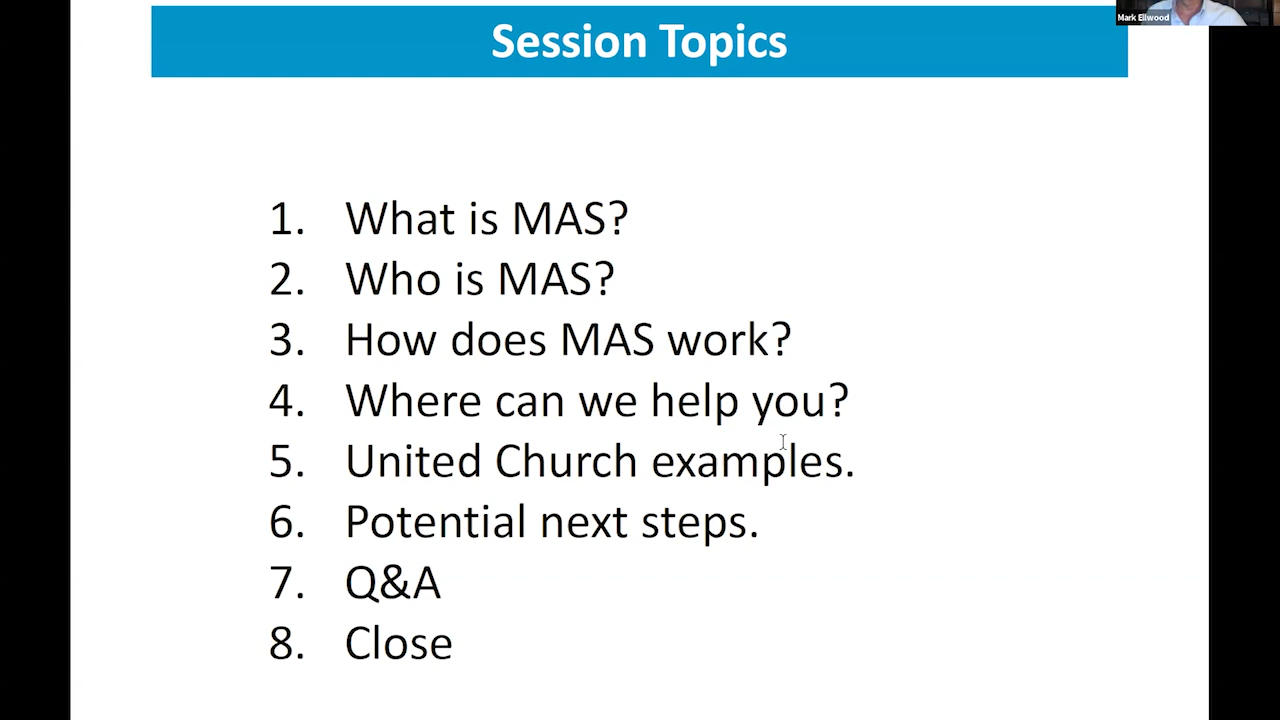 Session Topics
Mark Ellwood
1. What is MAS?
2. Who is MAS?
3. How does MAS work?
4. Where can we help you?
5. United Church examples.
6. Potential next steps.
7. Q&A
8. Close